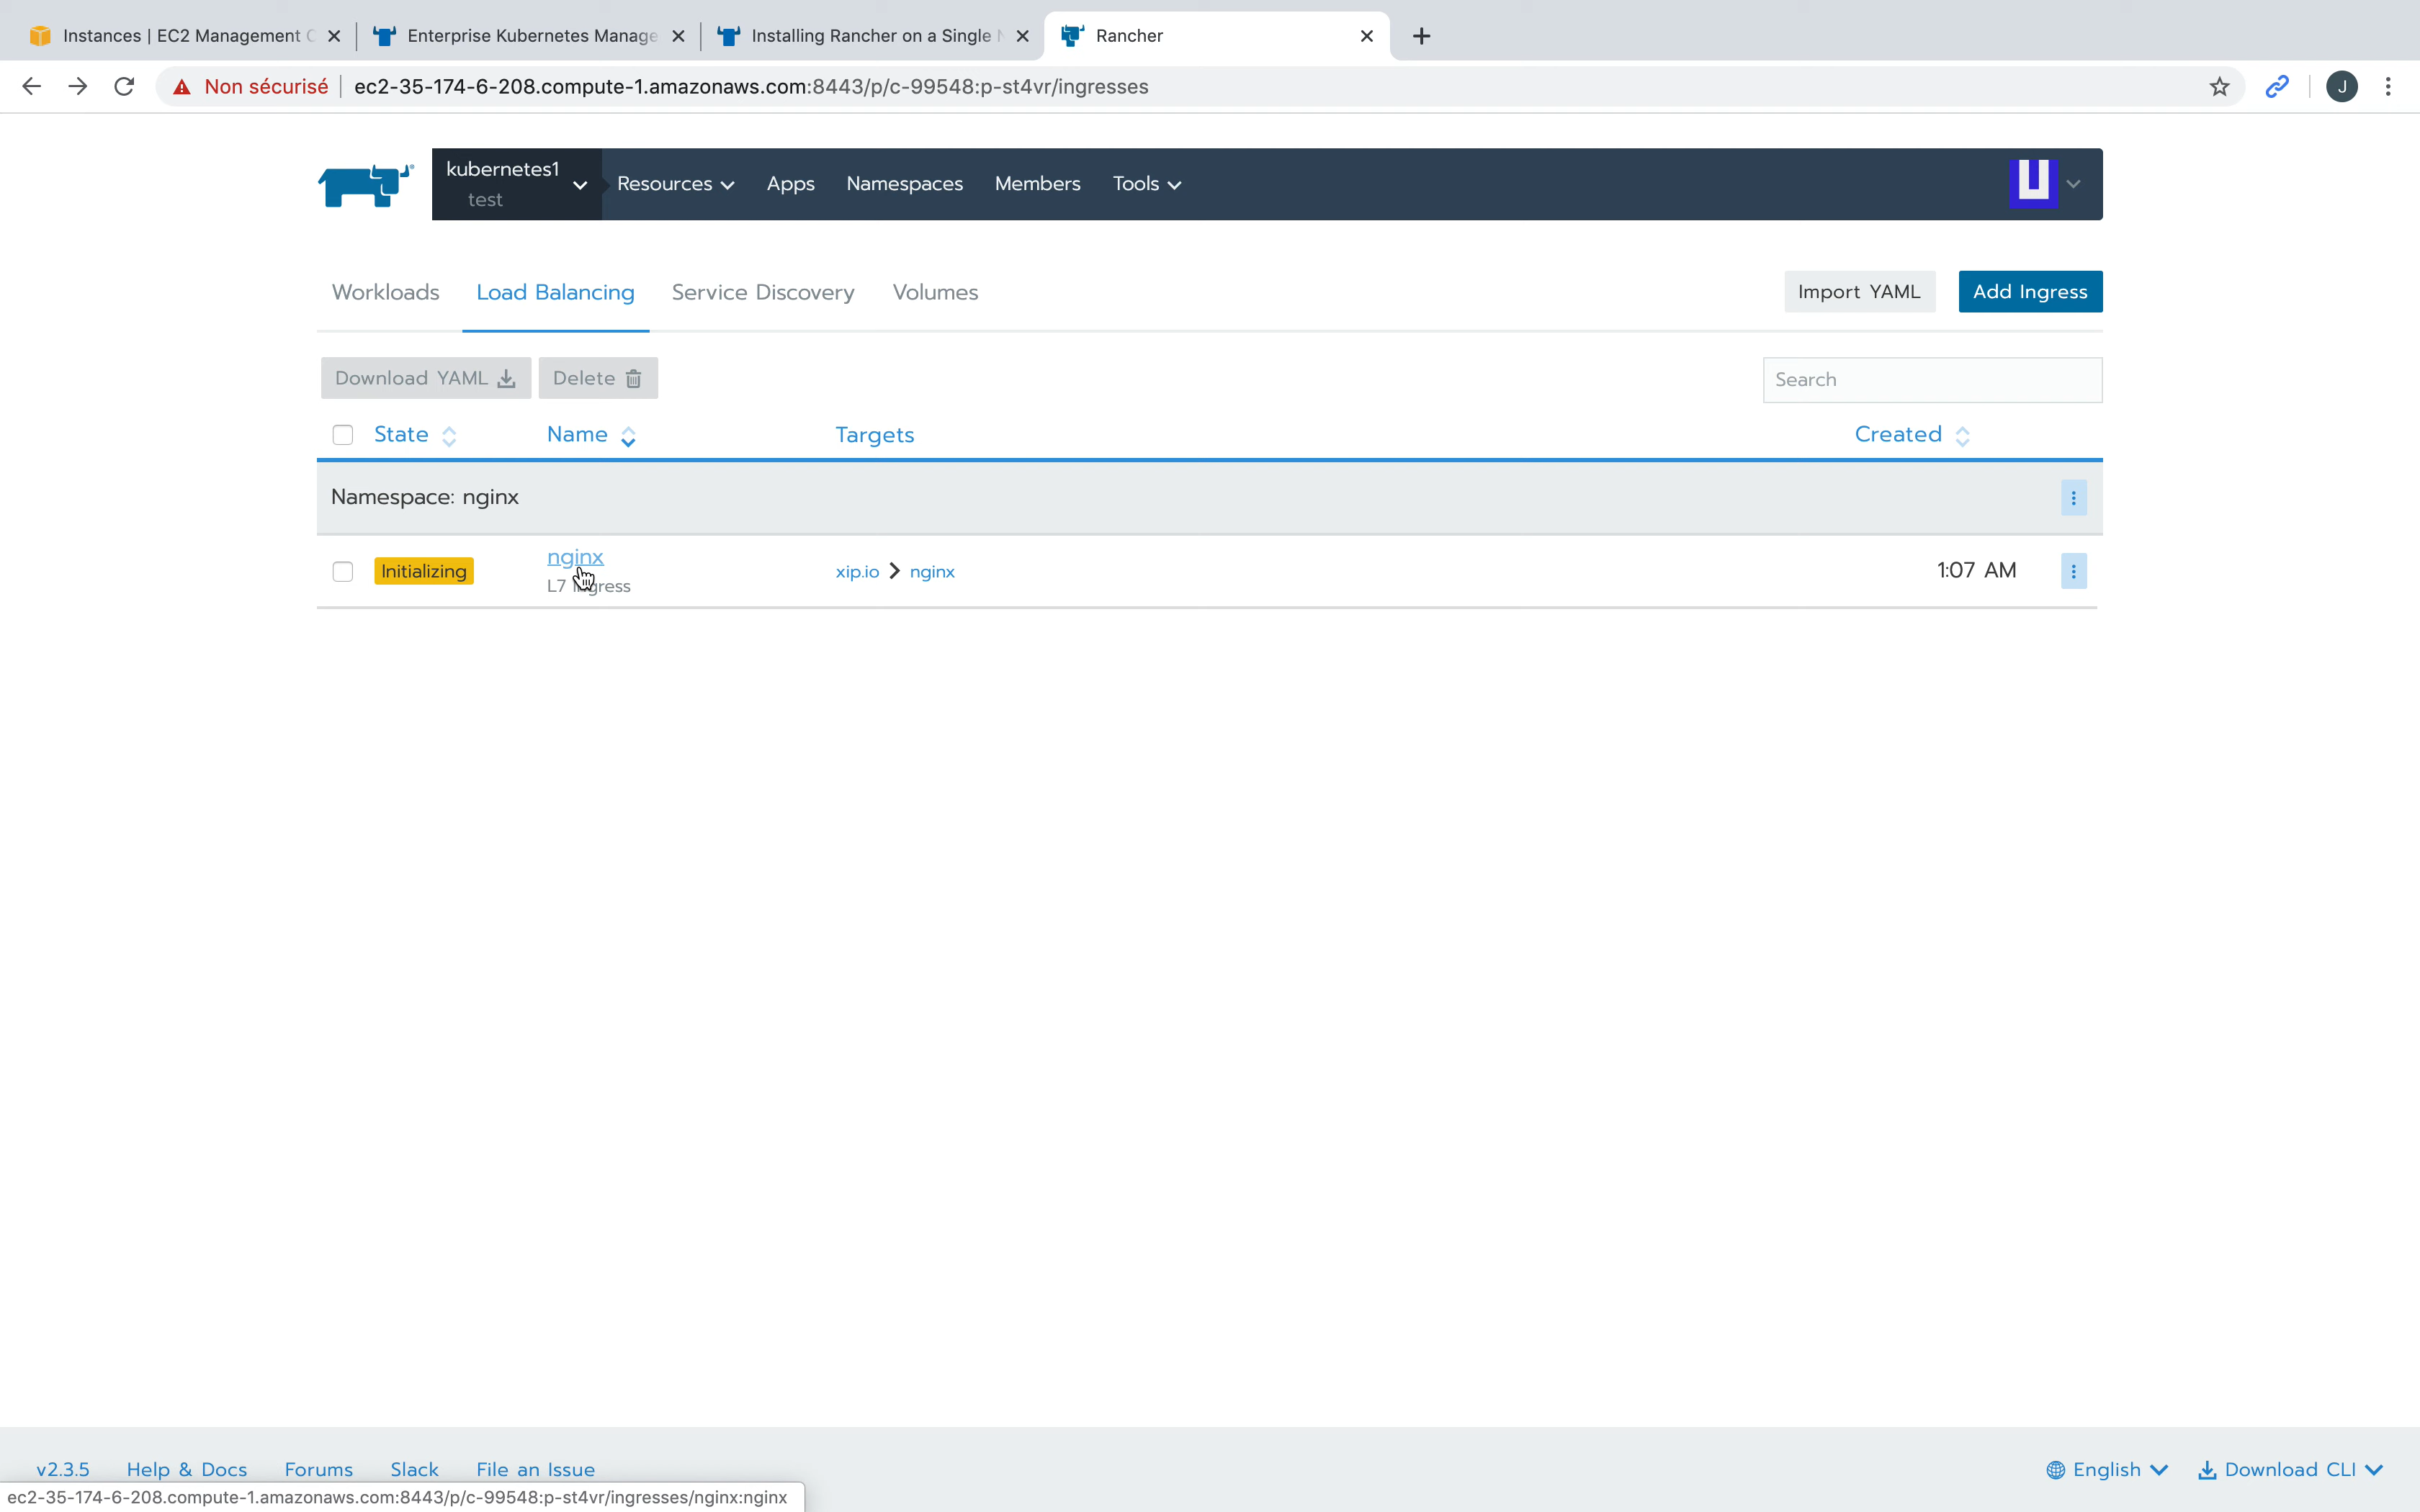 Instances | EC2 Management C
Enterprise Kubernetes Manage
Installing Rancher on a Single N
Rancher
Non sécurisé
ec2-35-174-6-208.compute-1.amazonaws.com:8443/p/c-99548:p-st4vr/ingresses
J
kubernetes1
test
Resources
Apps
Namespaces
Members
Tools
Workloads
Load Balancing
Service Discovery
Volumes
Import YAML
Add Ingress
Download YAML
Delete
Search
State
Name
Targets
Created
Namespace: nginx
Initializing
nginx
L7 Ingress
xip.io > nginx
1:07 AM
v2.3.5
Help & Docs
Forums
Slack
File an Issue
English
Download CLI
ec2-35-174-6-208.compute-1.amazonaws.com:8443/p/c-99548:p-st4vr/ingresses/nginx:nginx